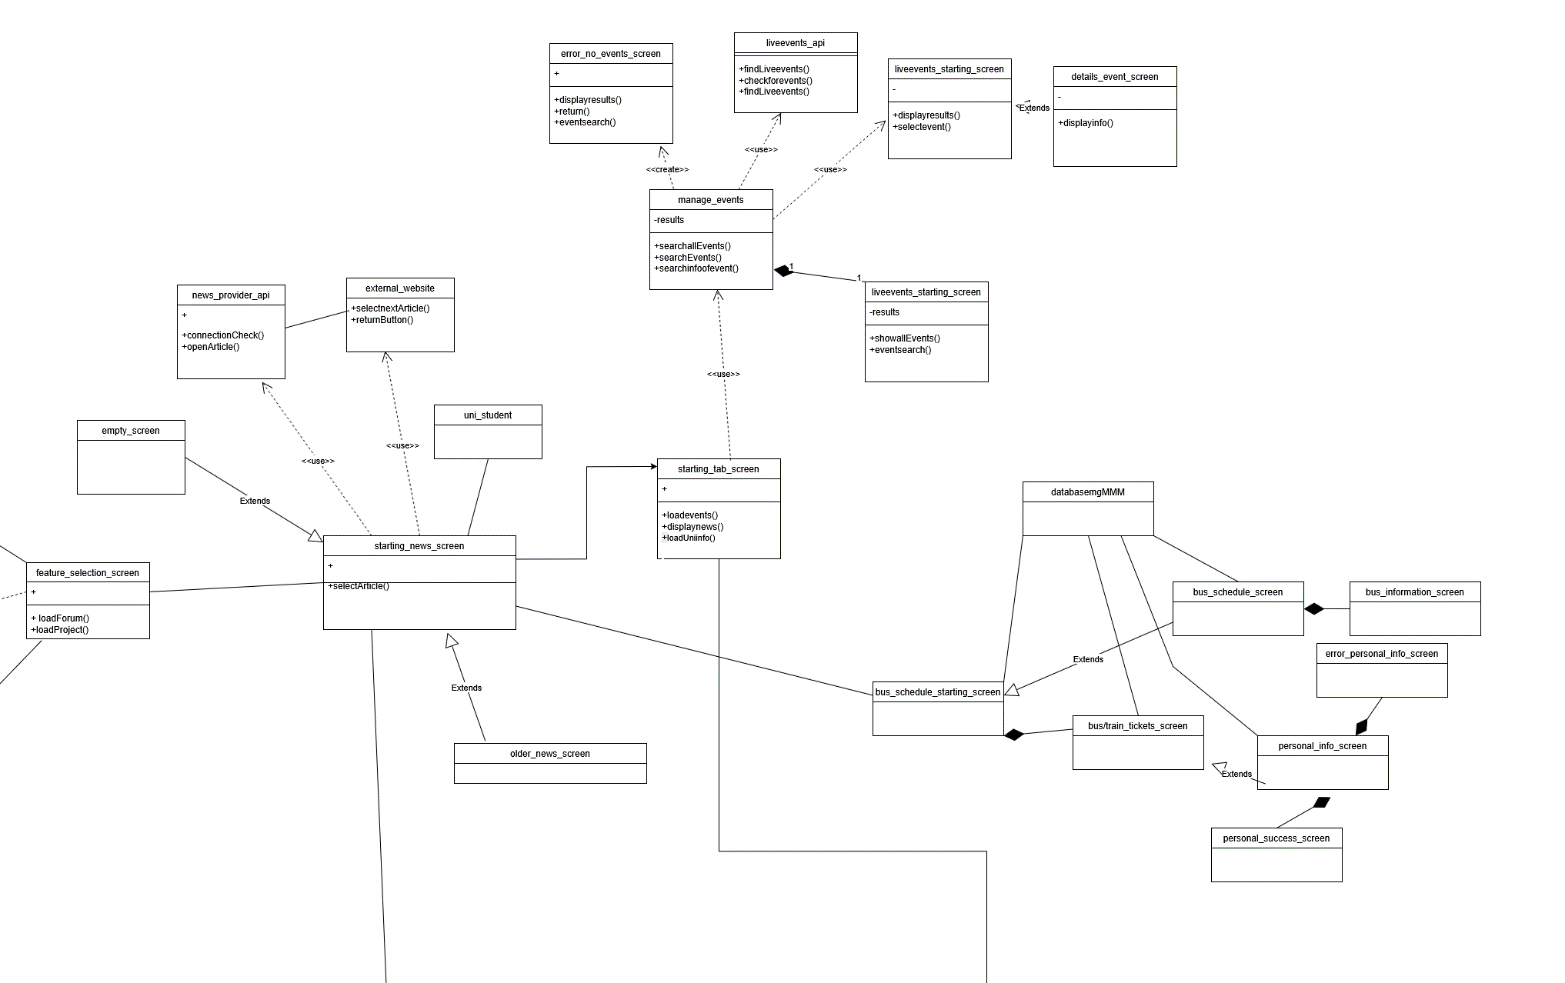 error_no_events_screen
+
+displayresults()
+return()
+eventsearch()
liveevents_api
+findLiveevents()
+checkforevents()
+findLiveevents()
liveevents_starting_screen
-
+displayresults()
+selectevent()
Extends
details_event_screen
-
+displayinfo()
<<create>>
<<use>>
<<use>>
manage_events
-results
+searchallEvents()
+searchEvents()
+searchinfoofevent()
1
1
liveevents_starting_screen
-results
+showallEvents()
+eventsearch()
news_provider_api
+
+connectionCheck()
+openArticle()
external_website
+selectnextArticle()
+returnButton()
<<use>>
uni_student
empty_screen
<<use>>
<<use>>
Extends
starting_tab_screen
+
+loadevents()
+displaynews()
+loadUniinfo()
databasemgMMM
starting_news_screen
+
+selectArticle()
feature_selection_screen
+
+ loadForum()
+loadProject()
bus_schedule_screen
bus_information_screen
error_personal_info_screen
Extends
Extends
bus_schedule_starting_screen
bus/train_tickets_screen
personal_info_screen
Extends
older_news_screen
personal_success_screen